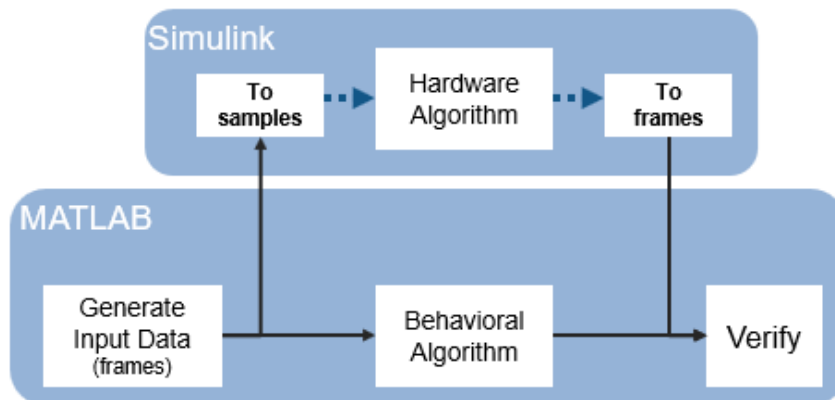 Simulink
To
samples
Hardware
Algorithm
To
frames
MATLAB
Generate
Input Data
(frames)
Behavioral
Algorithm
Verify